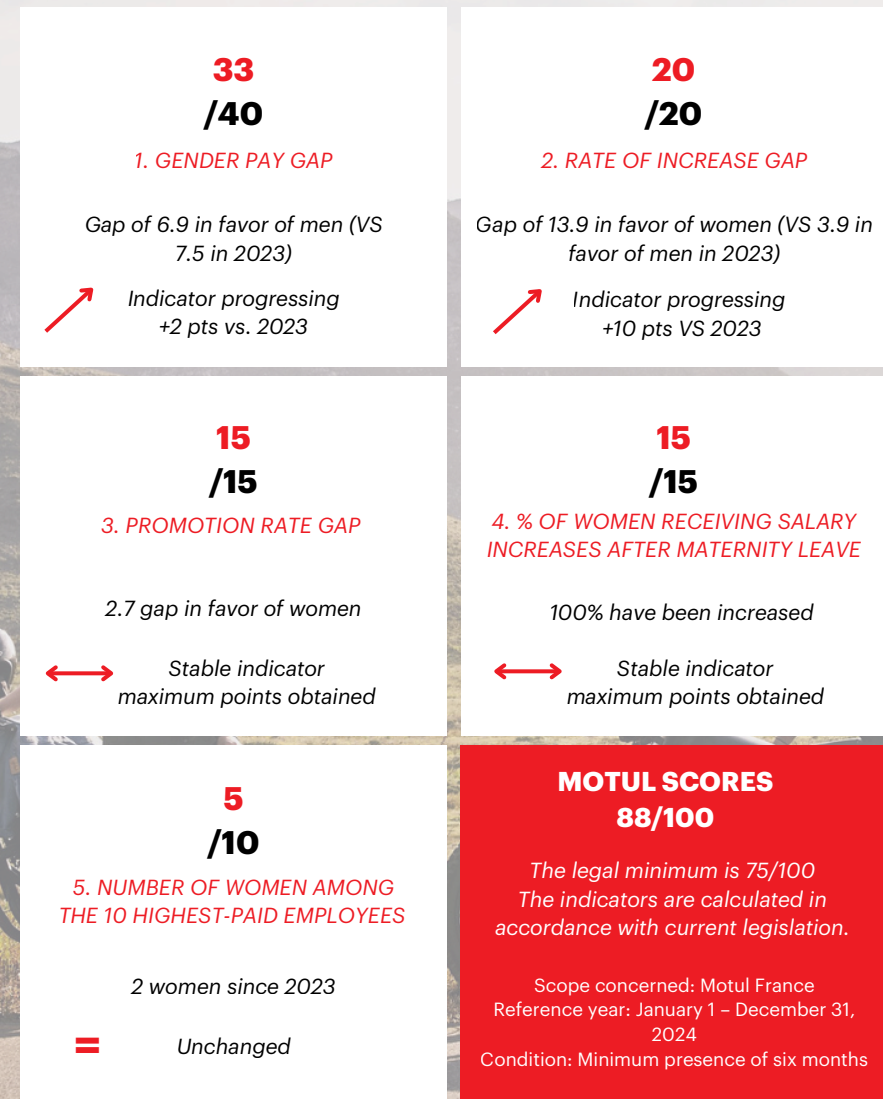 33
/40
1. GENDER PAY GAP
Gap of 6.9 in favor of men (VS
7.5 in 2023)
Indicator progressing
+2 pts vs. 2023
20
/20
2. RATE OF INCREASE GAP
Gap of 13.9 in favor of women (VS 3.9 in
favor of men in 2023)
Indicator progressing
+10 pts VS 2023
15
/15
3. PROMOTION RATE GAP
2.7 gap in favor of women
Stable indicator
maximum points obtained
15
/15
4. % OF WOMEN RECEIVING SALARY
INCREASES AFTER MATERNITY LEAVE
100% have been increased
Stable indicator
maximum points obtained
5
/10
5. NUMBER OF WOMEN AMONG
THE 10 HIGHEST-PAID EMPLOYEES
2 women since 2023
= Unchanged
MOTUL SCORES
88/100
The legal minimum is 75/100
The indicators are calculated in
accordance with current legislation.
Scope concerned: Motul France
Reference year: January 1 – December 31,
2024
Condition: Minimum presence of six months